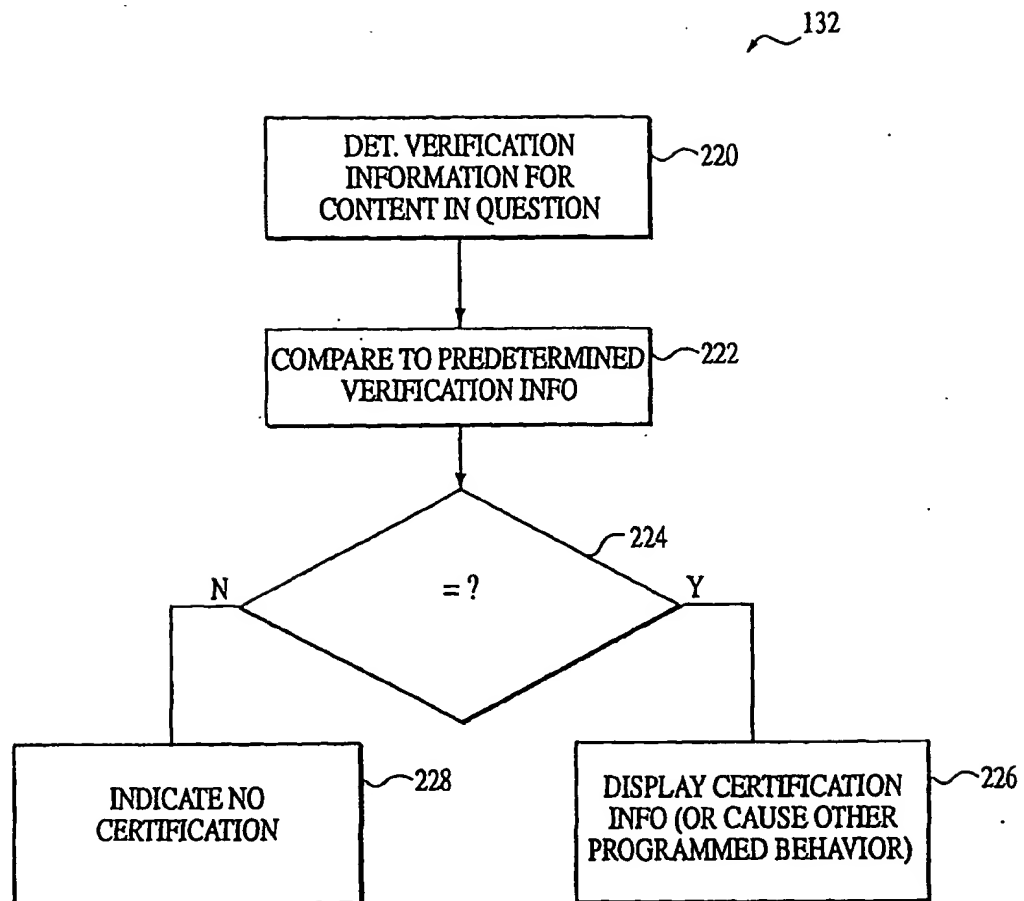 132
DET. VERIFICATION
INFORMATION FOR
CONTENT IN QUESTION
220
COMPARE TO PREDETERMINED
VERIFICATION INFO
222
224
= ?
N
Y
INDICATE NO
CERTIFICATION
228
DISPLAY CERTIFICATION
INFO (OR CAUSE OTHER
PROGRAMMED BEHAVIOR)
226